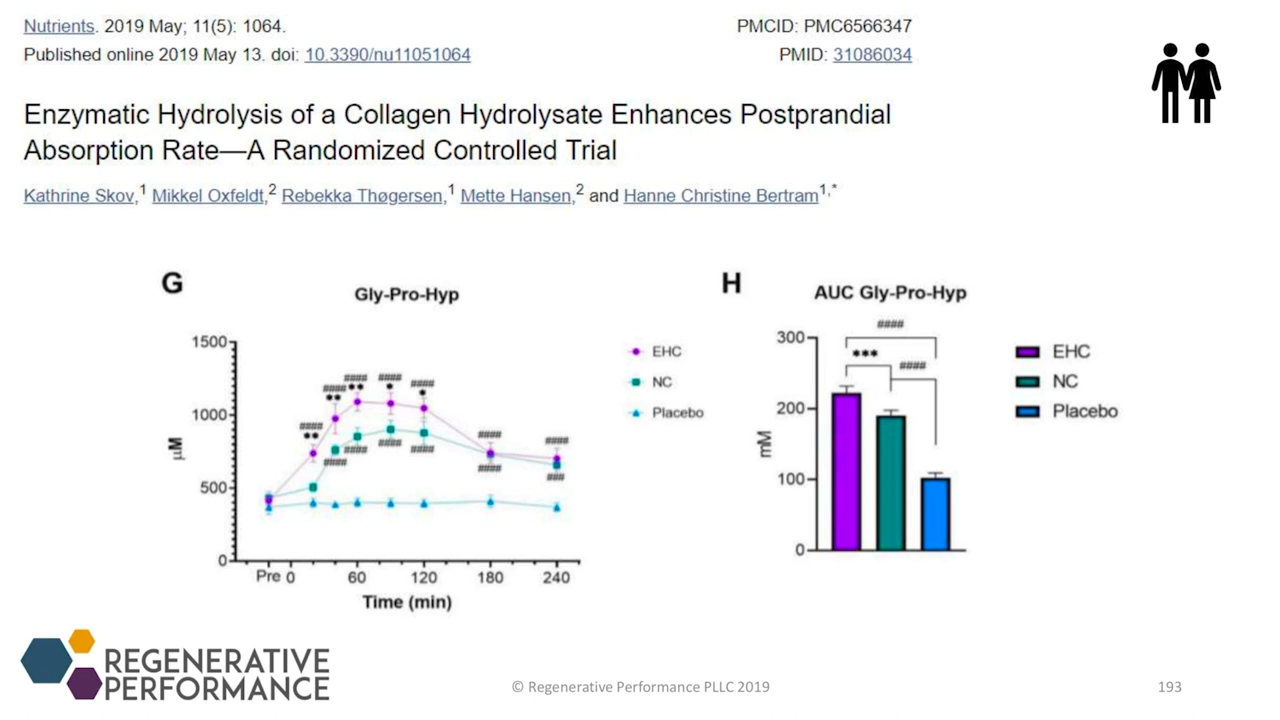 Nutrients. 2019 May; 11(5): 1064.
PMCID: PMC6566347
Published online 2019 May 13. doi: 10.3390/nu11051064
PMID: 31086034
Enzymatic Hydrolysis of a Collagen Hydrolysate Enhances Postprandial
Absorption Rate—A Randomized Controlled Trial
Kathrine Skov,1 Mikkel Oxfeldt,2 Rebekka Thøgersen,1 Mette Hansen,2 and Hanne Christine Bertram1,*
G
Gly-Pro-Hyp
1500
1000
500
0
µM
#### #### #### ####
#### ** ** * *
** #### ####
#### #### #### #### #### ###
Pre 0 60 120 180 240
Time (min)
EHC
NC
Placebo
H
AUC Gly-Pro-Hyp
####
*** ####
300
200
100
0
mM
EHC
NC
Placebo
REGENERATIVE
PERFORMANCE
© Regenerative Performance PLLC 2019
193